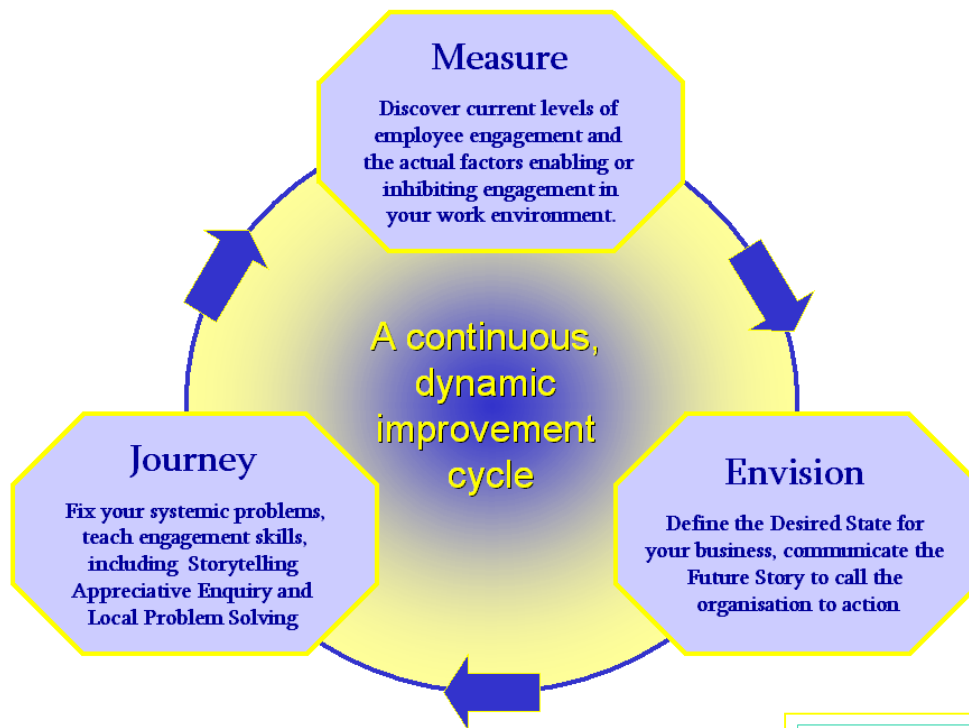 Measure
Discover current levels of
employee engagement and
the actual factors enabling or
inhibiting engagement in
your work environment.
A continuous,
dynamic
improvement
cycle
Journey
Fix your systemic problems,
teach engagement skills,
including Storytelling
Appreciative Enquiry and
Local Problem Solving
Envision
Define the Desired State for
your business, communicate the
Future Story to call the
organisation to action